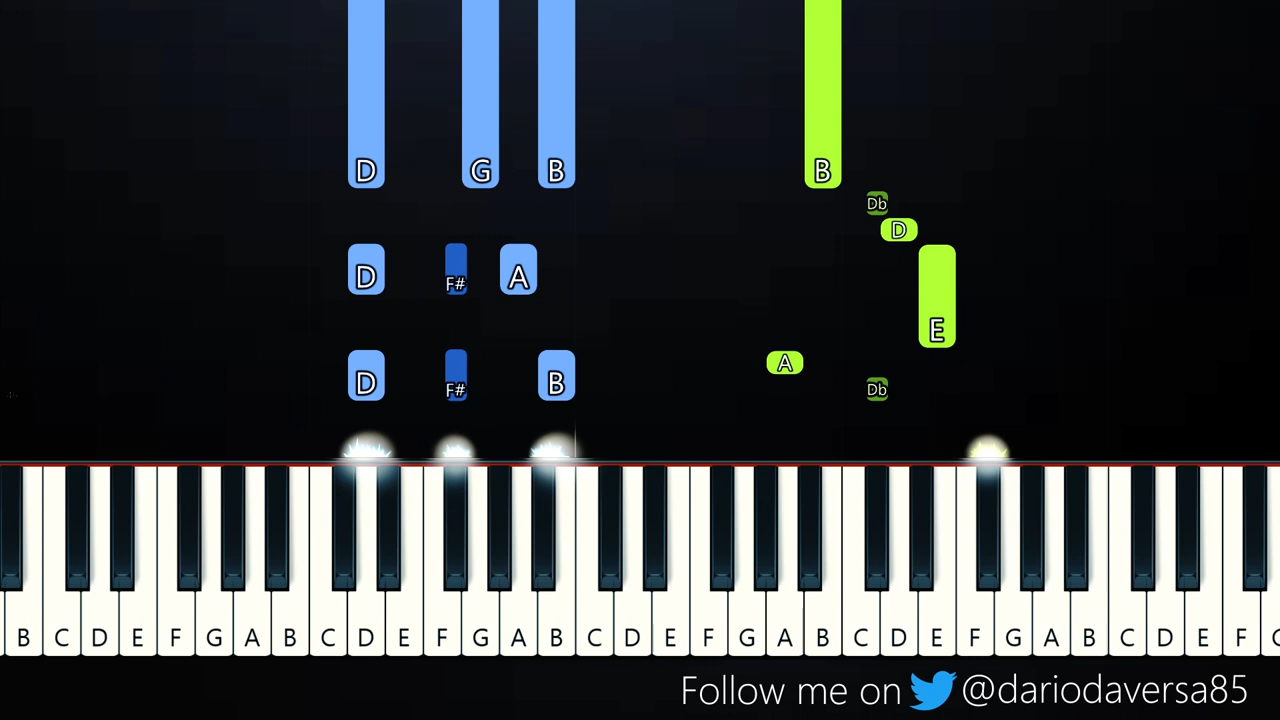 D G B B
Db
D
D F# A
E
A
D F# B Db
B C D E F G A B C D E F G A B C D E F G A B C D E F G A B C D E F
Follow me on @dariodaversa85